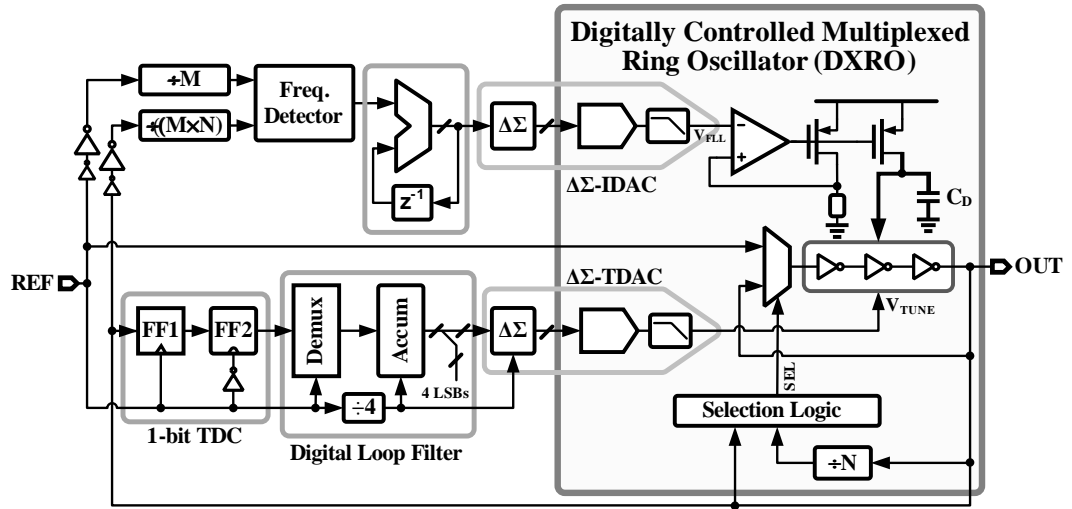 Digitally Controlled Multiplexed
Ring Oscillator (DXRO)
÷M
÷(M×N)
Freq.
Detector
z⁻¹
ΔΣ
ΔΣ-IDAC
V_FLL
−
+
C_D
REF
OUT
ΔΣ-TDAC
V_TUNE
FF1
FF2
Demux
Accum
ΔΣ
4 LSBs
÷4
SEL
1-bit TDC
Digital Loop Filter
Selection Logic
÷N